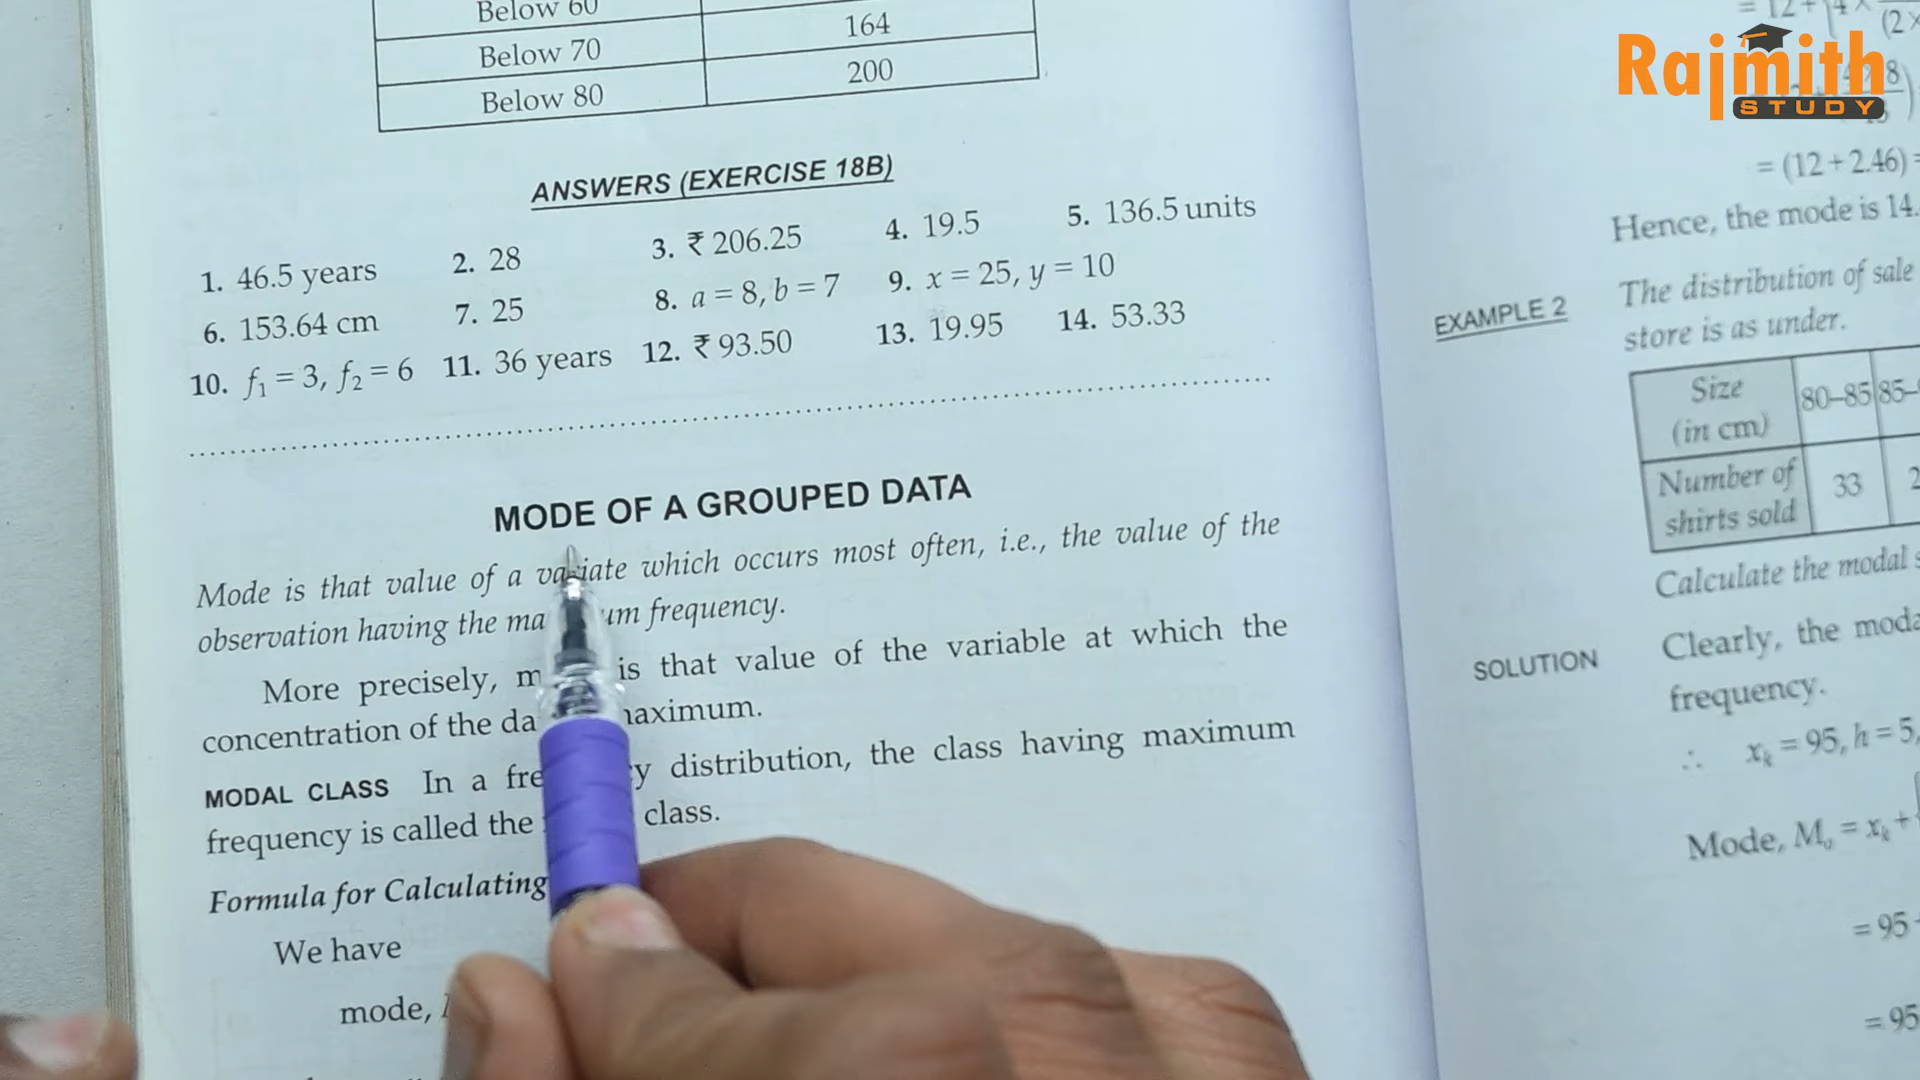 Below 60
Below 70 164
Below 80 200
ANSWERS (EXERCISE 18B)
1. 46.5 years 2. 28 3. ₹ 206.25 4. 19.5 5. 136.5 units
6. 153.64 cm 7. 25 8. a = 8, b = 7 9. x = 25, y = 10
10. f₁ = 3, f₂ = 6 11. 36 years 12. ₹ 93.50 13. 19.95 14. 53.33
MODE OF A GROUPED DATA
Mode is that value of a variate which occurs most often, i.e., the value of the
observation having the frequency.
More precisely, is that value of the variable at which the
concentration of the maximum.
MODAL CLASS In a distribution, the class having maximum
frequency is called the class.
Formula for Calculating
We have
mode,
Rajmith
STUDY
= (12 + 2.46) =
Hence, the mode is 14.
EXAMPLE 2 The distribution of sale
store is as under.
Size (in cm) 80–85 85–
Number of shirts sold 33 2
Calculate the modal
SOLUTION Clearly, the moda
frequency.
∴ xₖ = 95, h = 5,
Mode, M₀ = xₖ +
= 95
= 95